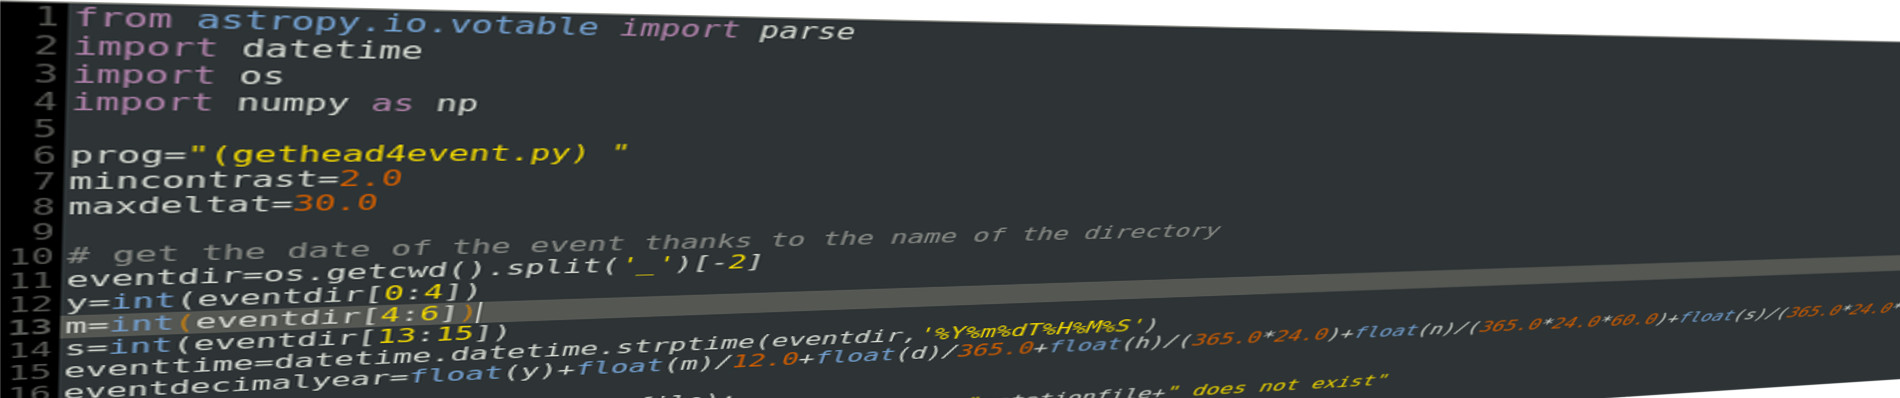 1 from astropy.io.votable import parse
2 import datetime
3 import os
4 import numpy as np
5
6 prog="(gethead4event.py) "
7 mincontrast=2.0
8 maxdeltat=30.0
9
10 # get the date of the event thanks to the name of the directory
11 eventdir=os.getcwd().split('_')[-2]
12 y=int(eventdir[0:4])
13 m=int(eventdir[4:6])
14 s=int(eventdir[13:15])
15 eventtime=datetime.datetime.strptime(eventdir,'%Y%m%dT%H%M%S')
16 eventdecimalyear=float(y)+float(m)/12.0+float(d)/365.0+float(h)/(365.0*24.0)+float(n)/(365.0*24.0*60.0)+float(s)/(365.0*24.0*
" does not exist"